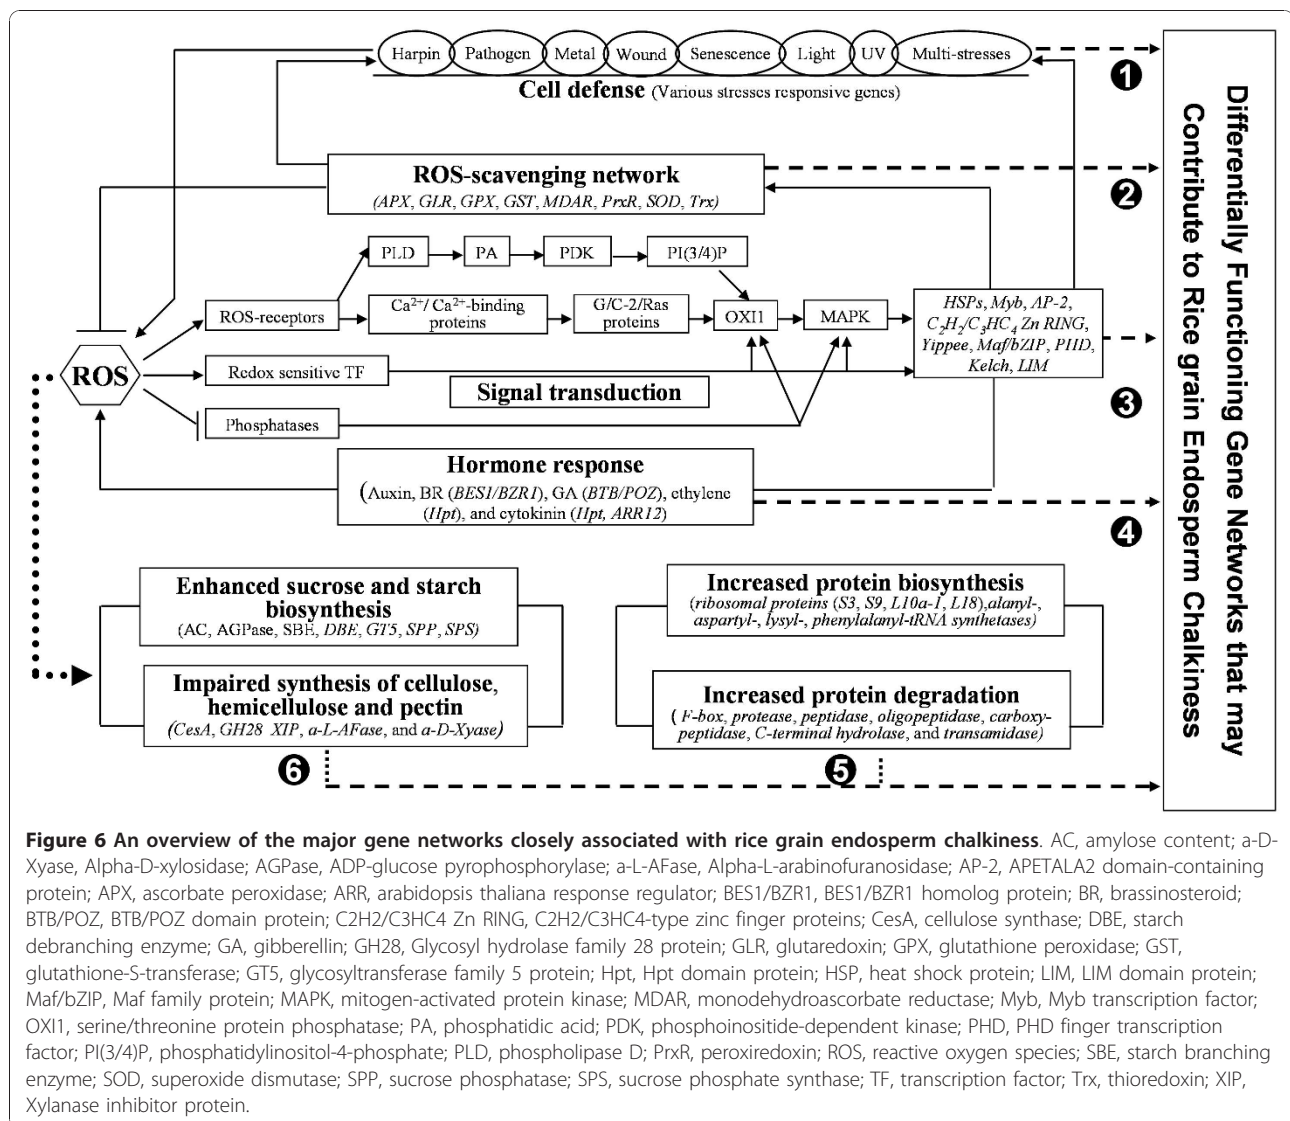 Harpin Pathogen Metal Wound Senescence Light UV Multi-stresses
Cell defense (Various stresses responsive genes)
1
ROS-scavenging network
(APX, GLR, GPX, GST, MDAR, PrxR, SOD, Trx)
2
PLD PA PDK PI(3/4)P
ROS-receptors
Ca2+/ Ca2+-binding
proteins
G/C-2/Ras
proteins
OXI1
MAPK
HSPs, Myb, AP-2,
C2H2/C3HC4 Zn RING,
Yippee, Maf/bZIP, PHD,
Kelch, LIM
3
ROS
Redox sensitive TF
Signal transduction
Phosphatases
Hormone response
(Auxin, BR (BES1/BZR1), GA (BTB/POZ), ethylene
(Hpt), and cytokinin (Hpt, ARR12)
4
Enhanced sucrose and starch
biosynthesis
(AC, AGPase, SBE, DBE, GT5, SPP, SPS)
Impaired synthesis of cellulose,
hemicellulose and pectin
(CesA, GH28 XIP, a-L-AFase, and a-D-Xyase)
6
Increased protein biosynthesis
(ribosomal proteins (S3, S9, L10a-1, L18),alanyl-,
aspartyl-, lysyl-, phenylalanyl-tRNA synthetases)
Increased protein degradation
( F-box, protease, peptidase, oligopeptidase, carboxy-
peptidase, C-terminal hydrolase, and transamidase)
5
Differentially Functioning Gene Networks that may
Contribute to Rice grain Endosperm Chalkiness
Figure 6 An overview of the major gene networks closely associated with rice grain endosperm chalkiness. AC, amylose content; a-D-
Xyase, Alpha-D-xylosidase; AGPase, ADP-glucose pyrophosphorylase; a-L-AFase, Alpha-L-arabinofuranosidase; AP-2, APETALA2 domain-containing
protein; APX, ascorbate peroxidase; ARR, arabidopsis thaliana response regulator; BES1/BZR1, BES1/BZR1 homolog protein; BR, brassinosteroid;
BTB/POZ, BTB/POZ domain protein; C2H2/C3HC4 Zn RING, C2H2/C3HC4-type zinc finger proteins; CesA, cellulose synthase; DBE, starch
debranching enzyme; GA, gibberellin; GH28, Glycosyl hydrolase family 28 protein; GLR, glutaredoxin; GPX, glutathione peroxidase; GST,
glutathione-S-transferase; GT5, glycosyltransferase family 5 protein; Hpt, Hpt domain protein; HSP, heat shock protein; LIM, LIM domain protein;
Maf/bZIP, Maf family protein; MAPK, mitogen-activated protein kinase; MDAR, monodehydroascorbate reductase; Myb, Myb transcription factor;
OXI1, serine/threonine protein phosphatase; PA, phosphatidic acid; PDK, phosphoinositide-dependent kinase; PHD, PHD finger transcription
factor; PI(3/4)P, phosphatidylinositol-4-phosphate; PLD, phospholipase D; PrxR, peroxiredoxin; ROS, reactive oxygen species; SBE, starch branching
enzyme; SOD, superoxide dismutase; SPP, sucrose phosphatase; SPS, sucrose phosphate synthase; TF, transcription factor; Trx, thioredoxin; XIP,
Xylanase inhibitor protein.